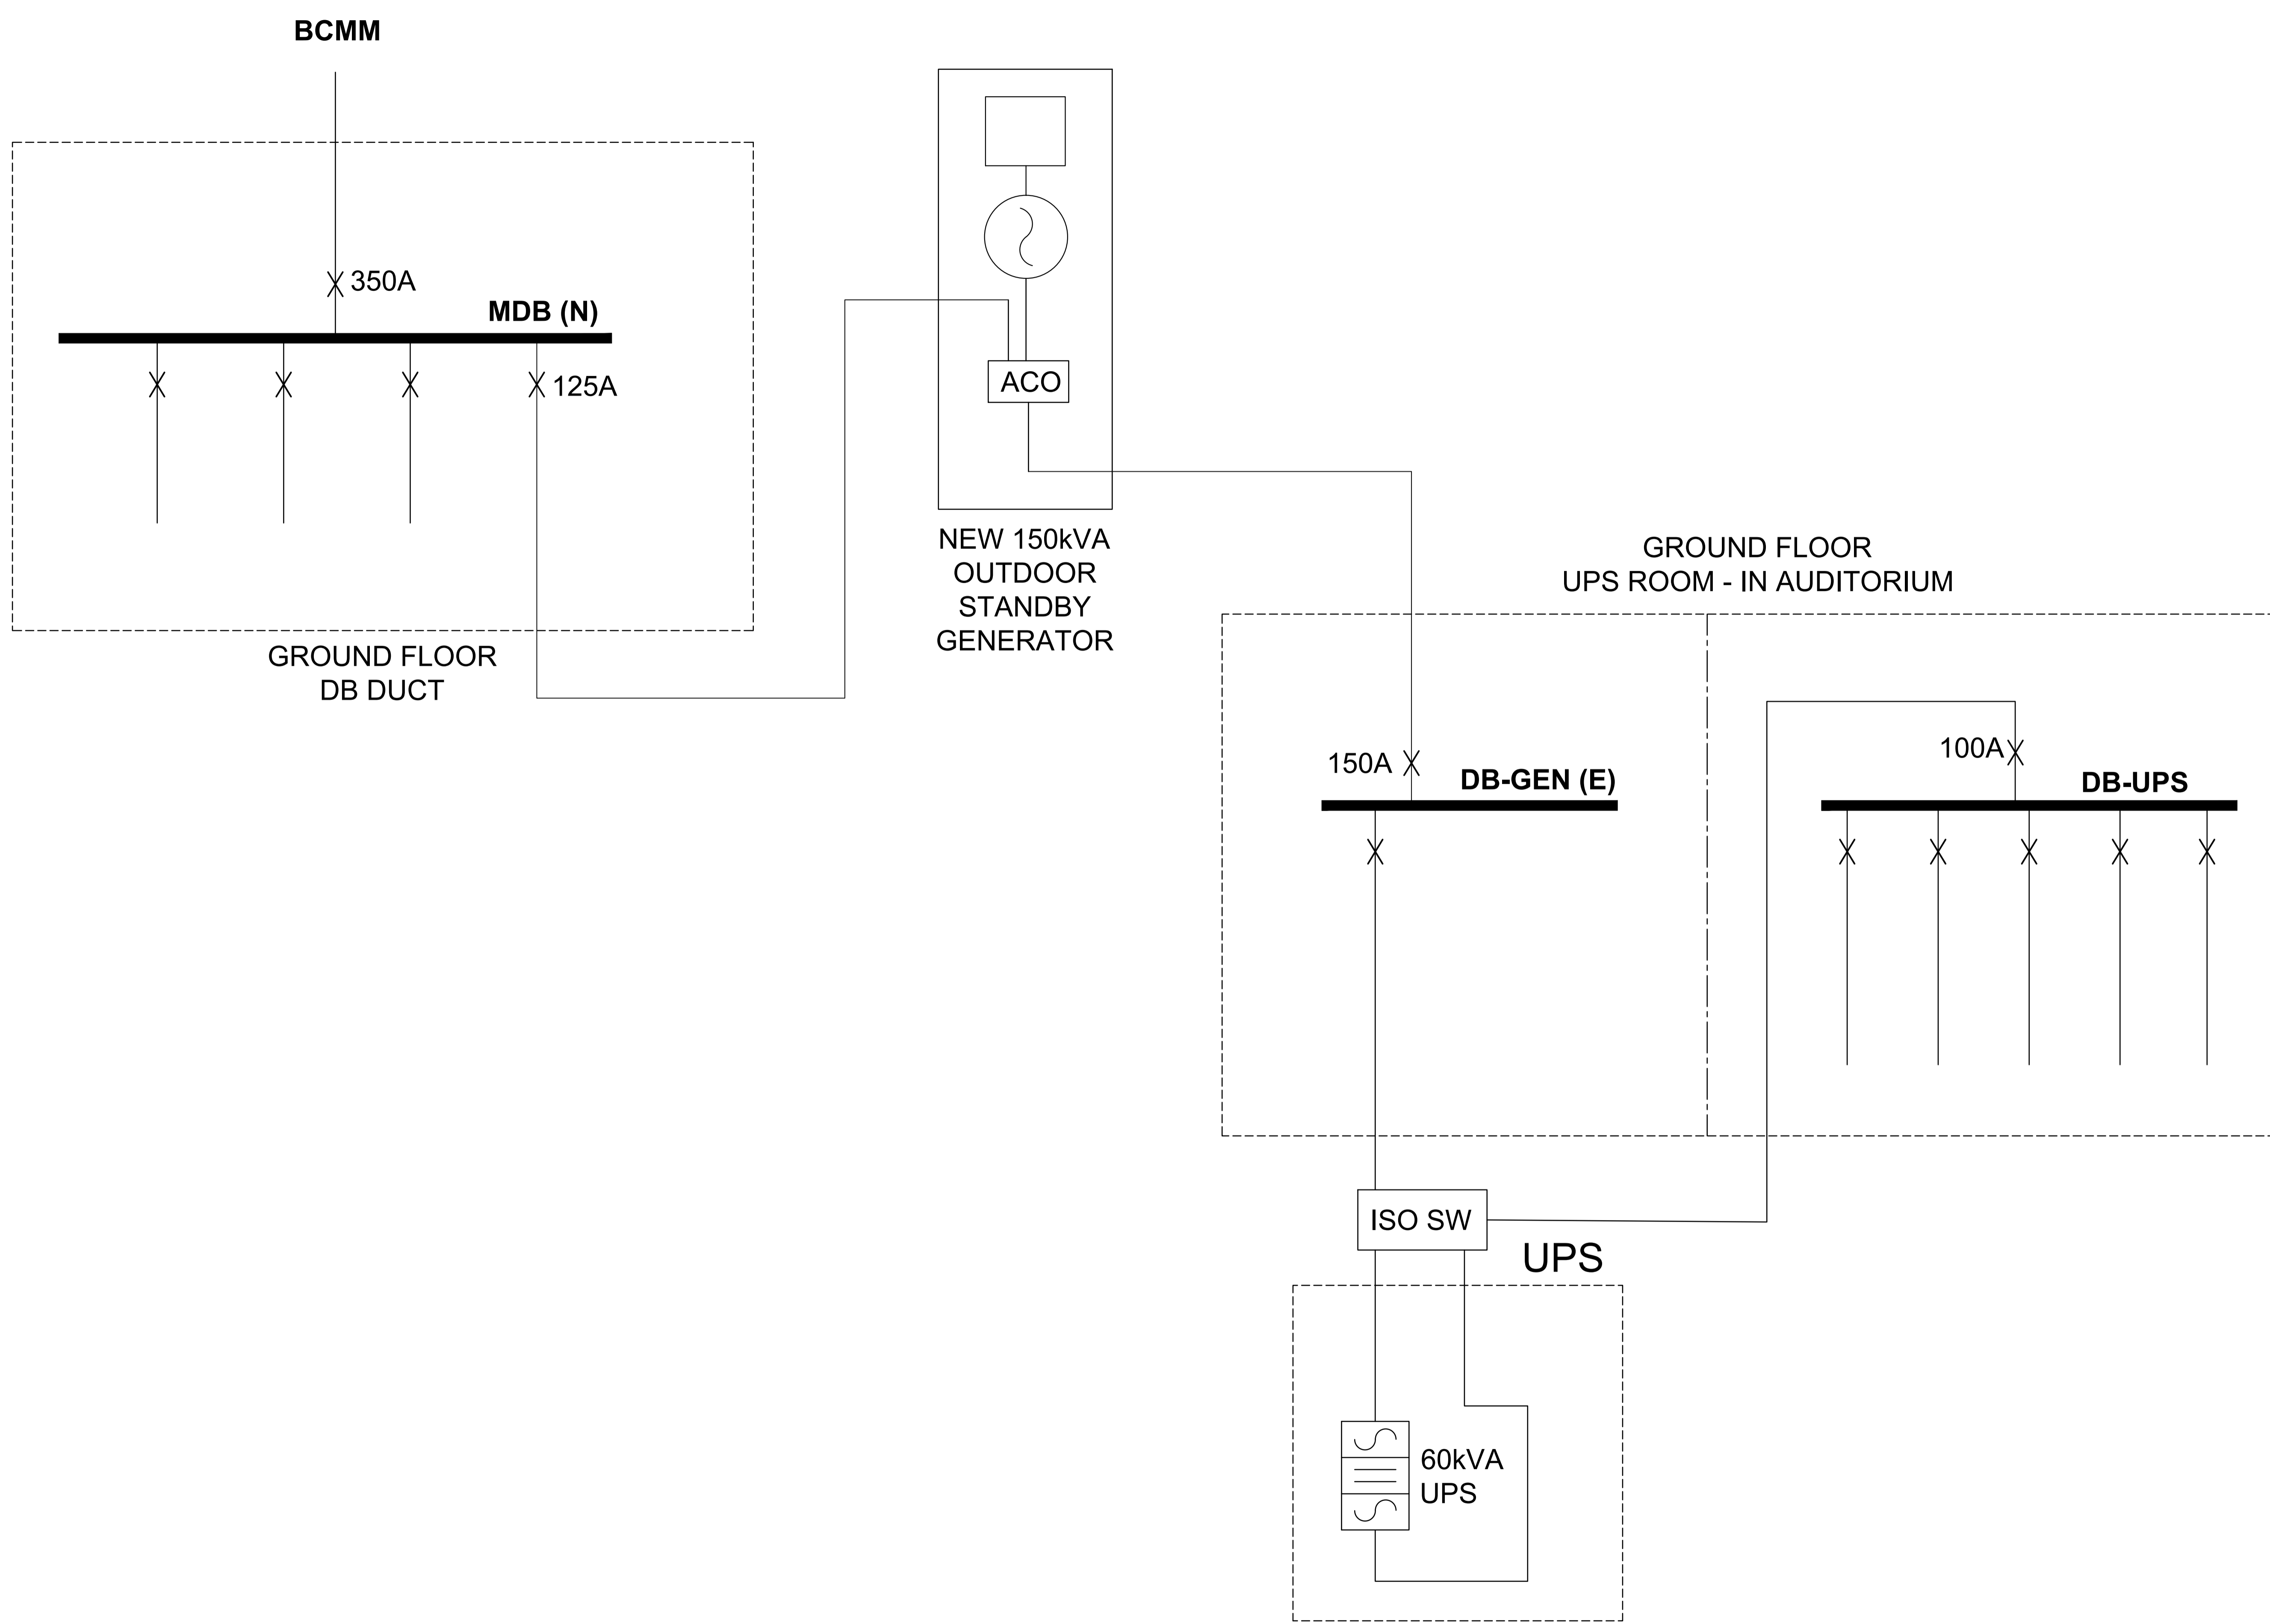 BCMM
350A
MDB (N)
125A
GROUND FLOOR
DB DUCT
ACO
NEW 150kVA
OUTDOOR
STANDBY
GENERATOR
GROUND FLOOR
UPS ROOM - IN AUDITORIUM
150A
DB-GEN (E)
100A
DB-UPS
ISO SW
UPS
60kVA
UPS